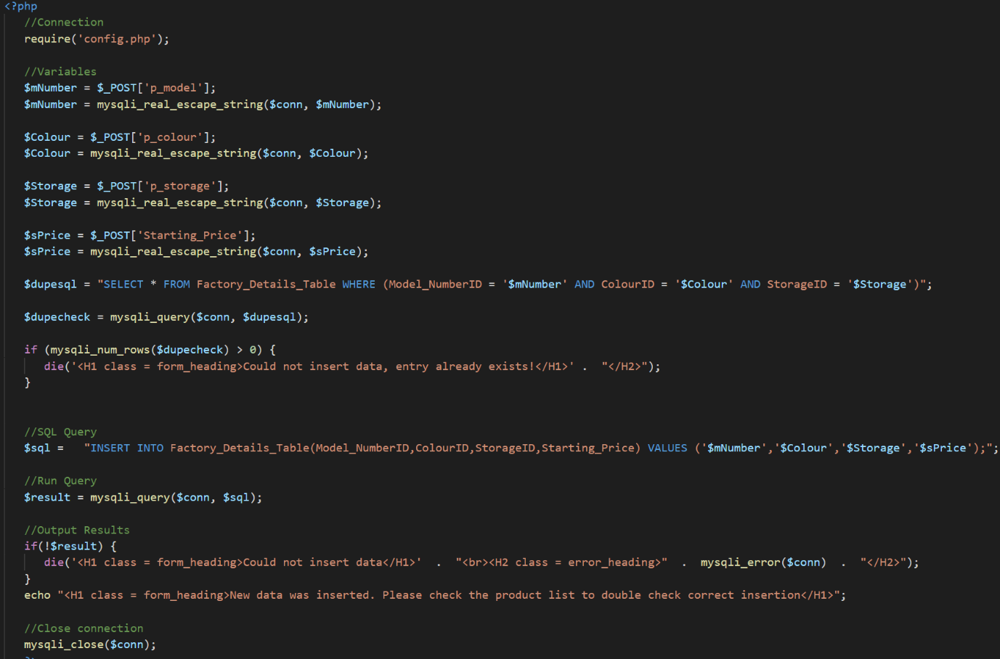 <?php
//Connection
require('config.php');
//Variables
$mNumber = $_POST['p_model'];
$mNumber = mysqli_real_escape_string($conn, $mNumber);
$Colour = $_POST['p_colour'];
$Colour = mysqli_real_escape_string($conn, $Colour);
$Storage = $_POST['p_storage'];
$Storage = mysqli_real_escape_string($conn, $Storage);
$sPrice = $_POST['Starting_Price'];
$sPrice = mysqli_real_escape_string($conn, $sPrice);
$dupesql = "SELECT * FROM Factory_Details_Table WHERE (Model_NumberID = '$mNumber' AND ColourID = '$Colour' AND StorageID = '$Storage')";
$dupecheck = mysqli_query($conn, $dupesql);
if (mysqli_num_rows($dupecheck) > 0) {
die('<H1 class = form_heading>Could not insert data, entry already exists!</H1>' .  "</H2>");
}
//SQL Query
$sql =   "INSERT INTO Factory_Details_Table(Model_NumberID,ColourID,StorageID,Starting_Price) VALUES ('$mNumber','$Colour','$Storage','$sPrice');";
//Run Query
$result = mysqli_query($conn, $sql);
//Output Results
if(!$result) {
die('<H1 class = form_heading>Could not insert data</H1>'  .  "<br><H2 class = error_heading>"  .  mysqli_error($conn)  .  "</H2>");
}
echo "<H1 class = form_heading>New data was inserted. Please check the product list to double check correct insertion</H1>";
//Close connection
mysqli_close($conn);